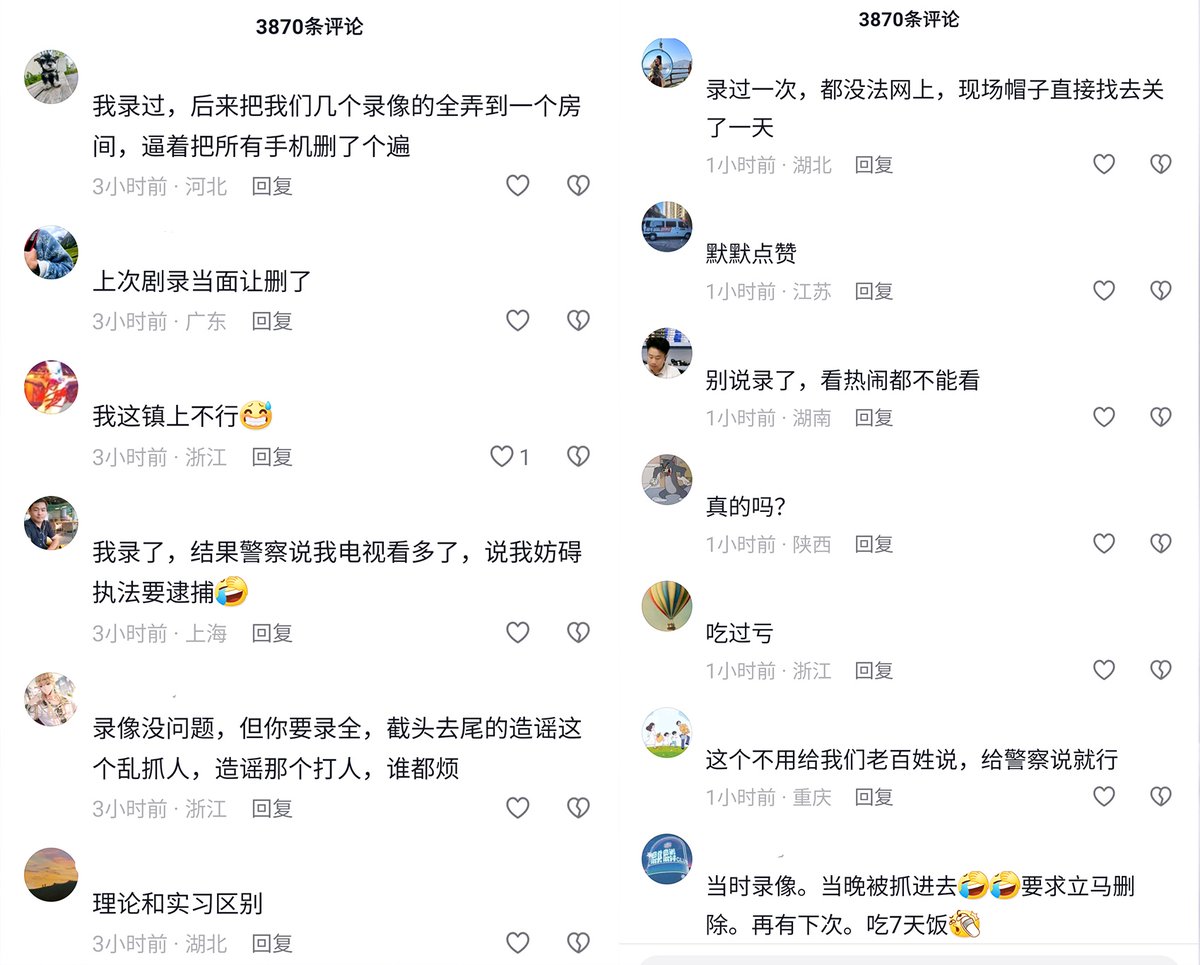 3870条评论
我录过，后来把我们几个录像的全弄到一个房
间，逼着把所有手机删了个遍
3小时前 · 河北 回复
上次剧录当面让删了
3小时前 · 广东 回复
我这镇上不行😅
3小时前 · 浙江 回复
1
我录了，结果警察说我电视看多了，说我妨碍
执法要逮捕🤣
3小时前 · 上海 回复
录像没问题，但你要录全，截头去尾的造谣这
个乱抓人，造谣那个打人，谁都烦
3小时前 · 浙江 回复
理论和实习区别
3小时前 · 湖北 回复
3870条评论
录过一次，都没法网上，现场帽子直接找去关
了一天
1小时前 · 湖北 回复
默默点赞
1小时前 · 江苏 回复
别说录了，看热闹都不能看
1小时前 · 湖南 回复
真的吗？
1小时前 · 陕西 回复
吃过亏
1小时前 · 浙江 回复
这个不用给我们老百姓说，给警察说就行
1小时前 · 重庆 回复
当时录像。当晚被抓进去🤣🤣要求立马删
除。再有下次。吃7天饭👏